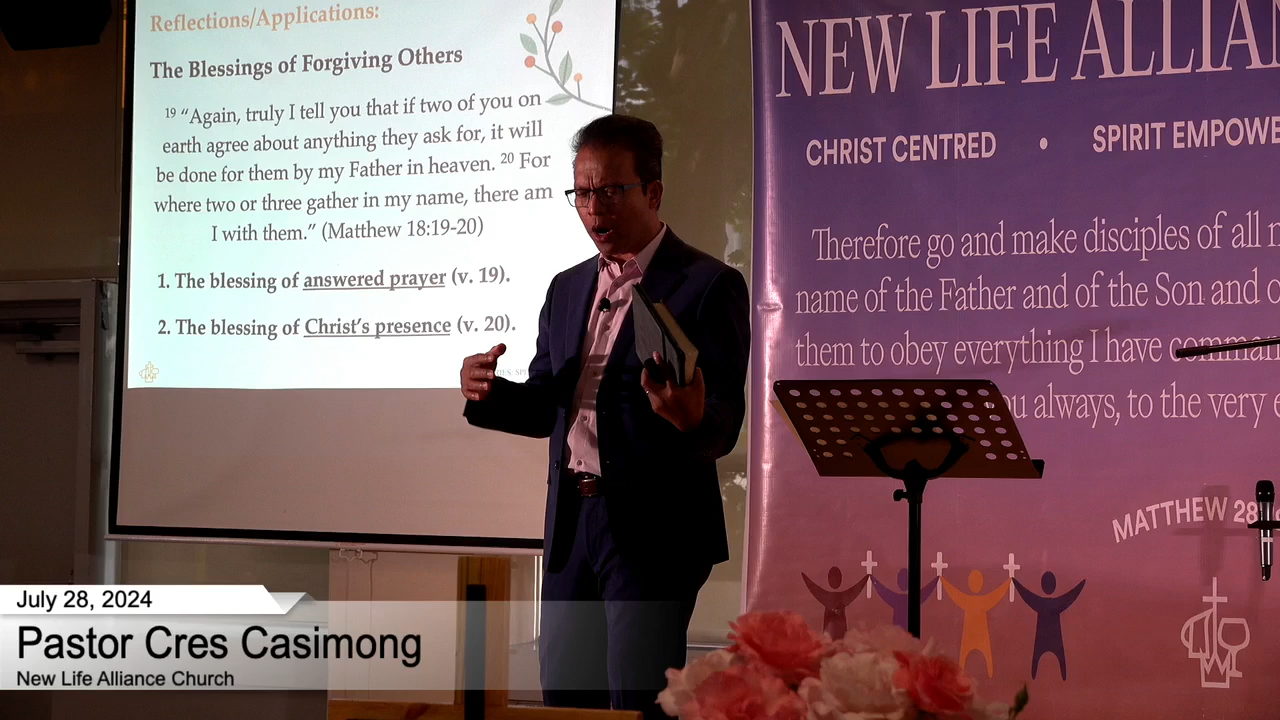 Reflections/Applications:
The Blessings of Forgiving Others
19 “Again, truly I tell you that if two of you on
earth agree about anything they ask for, it will
be done for them by my Father in heaven. 20 For
where two or three gather in my name, there am
I with them.” (Matthew 18:19-20)
1. The blessing of answered prayer (v. 19).
2. The blessing of Christ’s presence (v. 20).
NEW LIFE
CHRIST CENTRED • SPIRIT
Therefore go and make disciples of all
name of the Father and of the Son and
them to obey everything I have
always, to the very
MATTHEW 28
July 28, 2024
Pastor Cres Casimong
New Life Alliance Church